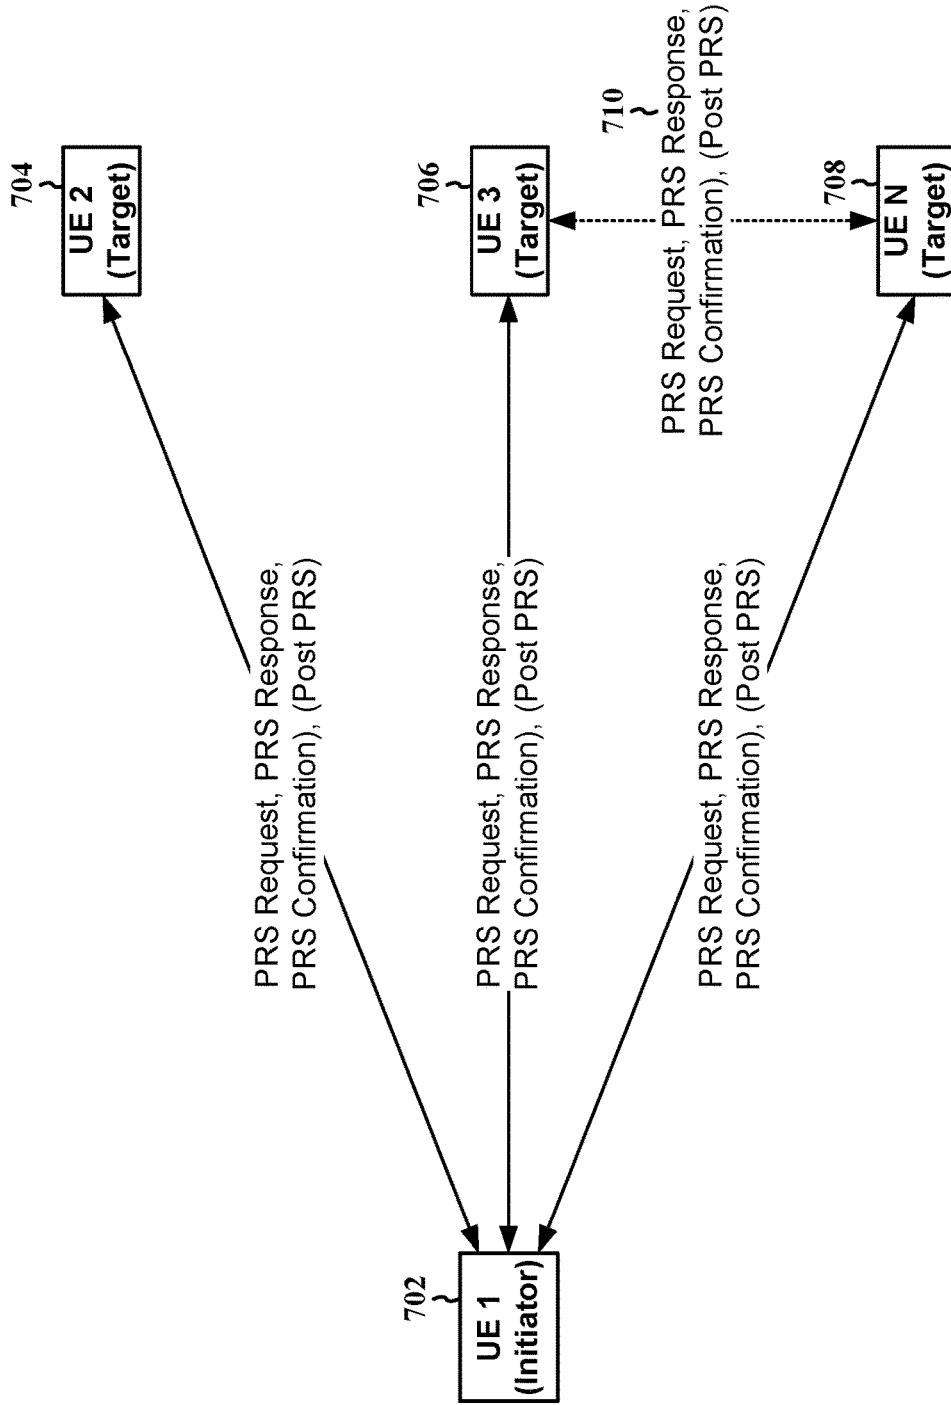 704
UE 2
(Target)
706
UE 3
(Target)
710
PRS Request, PRS Response,
PRS Confirmation), (Post PRS)
708
UE N
(Target)
PRS Request, PRS Response,
PRS Confirmation), (Post PRS)
PRS Request, PRS Response,
PRS Confirmation), (Post PRS)
PRS Request, PRS Response,
PRS Confirmation), (Post PRS)
702
UE 1
(Initiator)